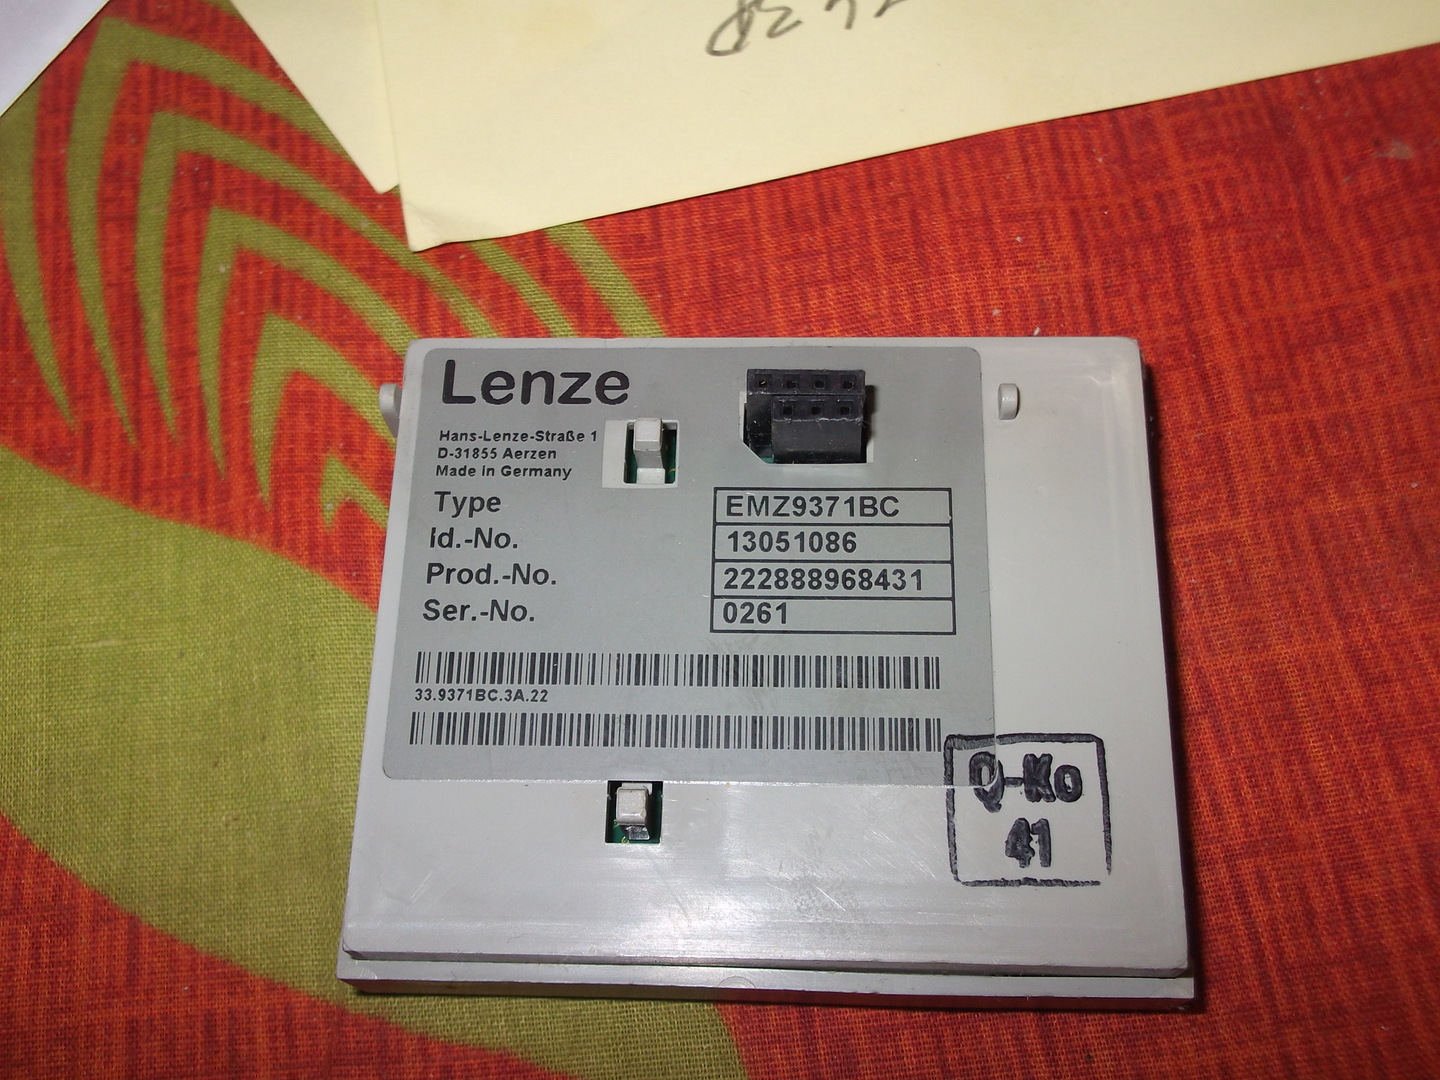 Lenze
Hans-Lenze-Straße 1
D-31855 Aerzen
Made in Germany
Type EMZ9371BC
Id.-No. 13051086
Prod.-No. 222888968431
Ser.-No. 0261
33.9371BC.3A.22
Q-Ko
41